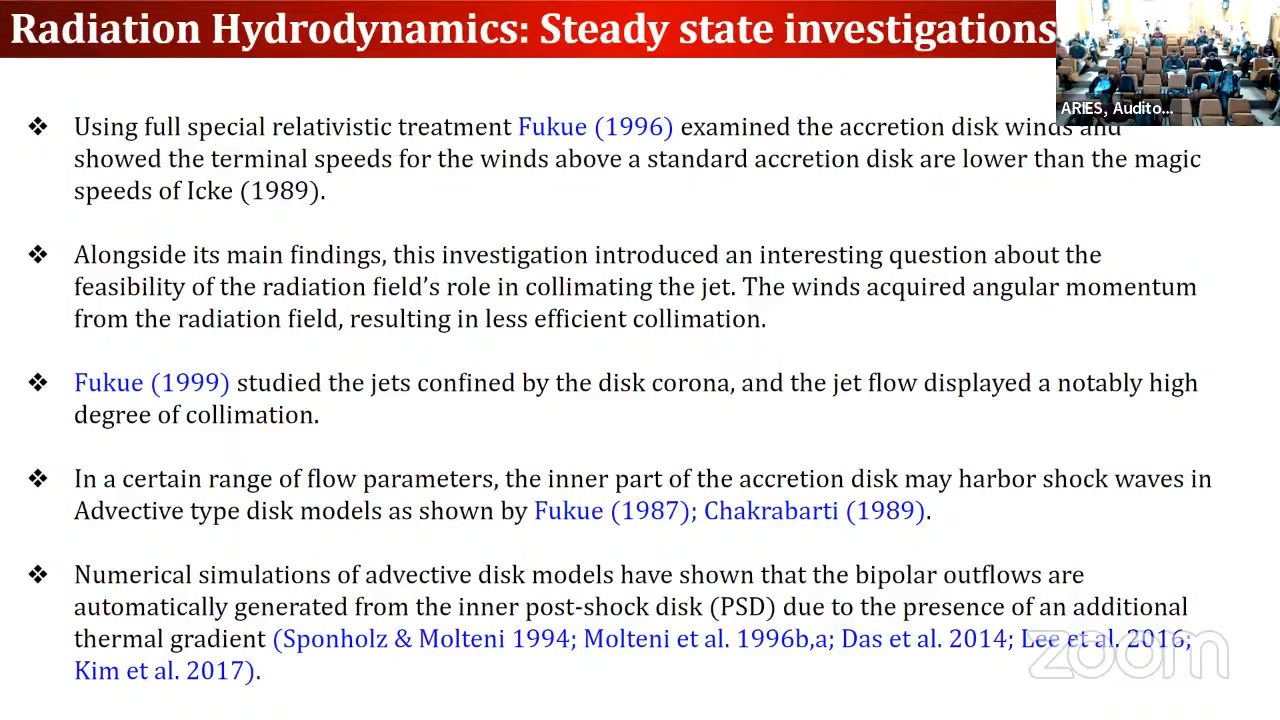 Radiation Hydrodynamics: Steady state investigations
ARIES, Audito...
❖ Using full special relativistic treatment Fukue (1996) examined the accretion disk winds and
showed the terminal speeds for the winds above a standard accretion disk are lower than the magic
speeds of Icke (1989).
❖ Alongside its main findings, this investigation introduced an interesting question about the
feasibility of the radiation field’s role in collimating the jet. The winds acquired angular momentum
from the radiation field, resulting in less efficient collimation.
❖ Fukue (1999) studied the jets confined by the disk corona, and the jet flow displayed a notably high
degree of collimation.
❖ In a certain range of flow parameters, the inner part of the accretion disk may harbor shock waves in
Advective type disk models as shown by Fukue (1987); Chakrabarti (1989).
❖ Numerical simulations of advective disk models have shown that the bipolar outflows are
automatically generated from the inner post-shock disk (PSD) due to the presence of an additional
thermal gradient (Sponholz & Molteni 1994; Molteni et al. 1996b,a; Das et al. 2014; Lee et al. 2016;
Kim et al. 2017).
zoom